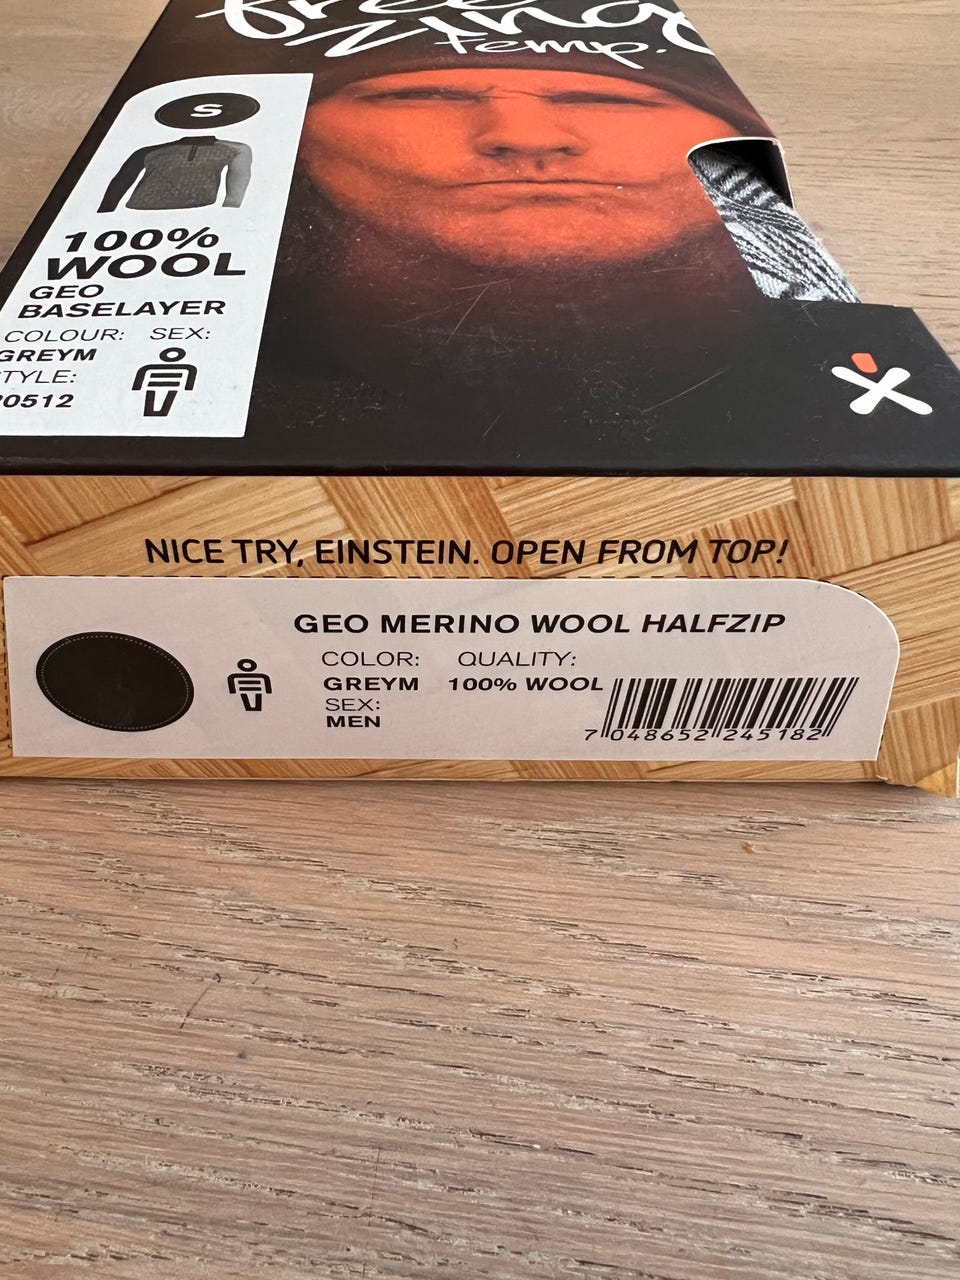 Temp.
S
100%
WOOL
GEO
BASELAYER
COLOUR: SEX:
GREYM
NICE TRY, EINSTEIN. OPEN FROM TOP!
GEO MERINO WOOL HALFZIP
COLOR: QUALITY:
GREYM 100% WOOL
SEX:
MEN
7 048652 245182